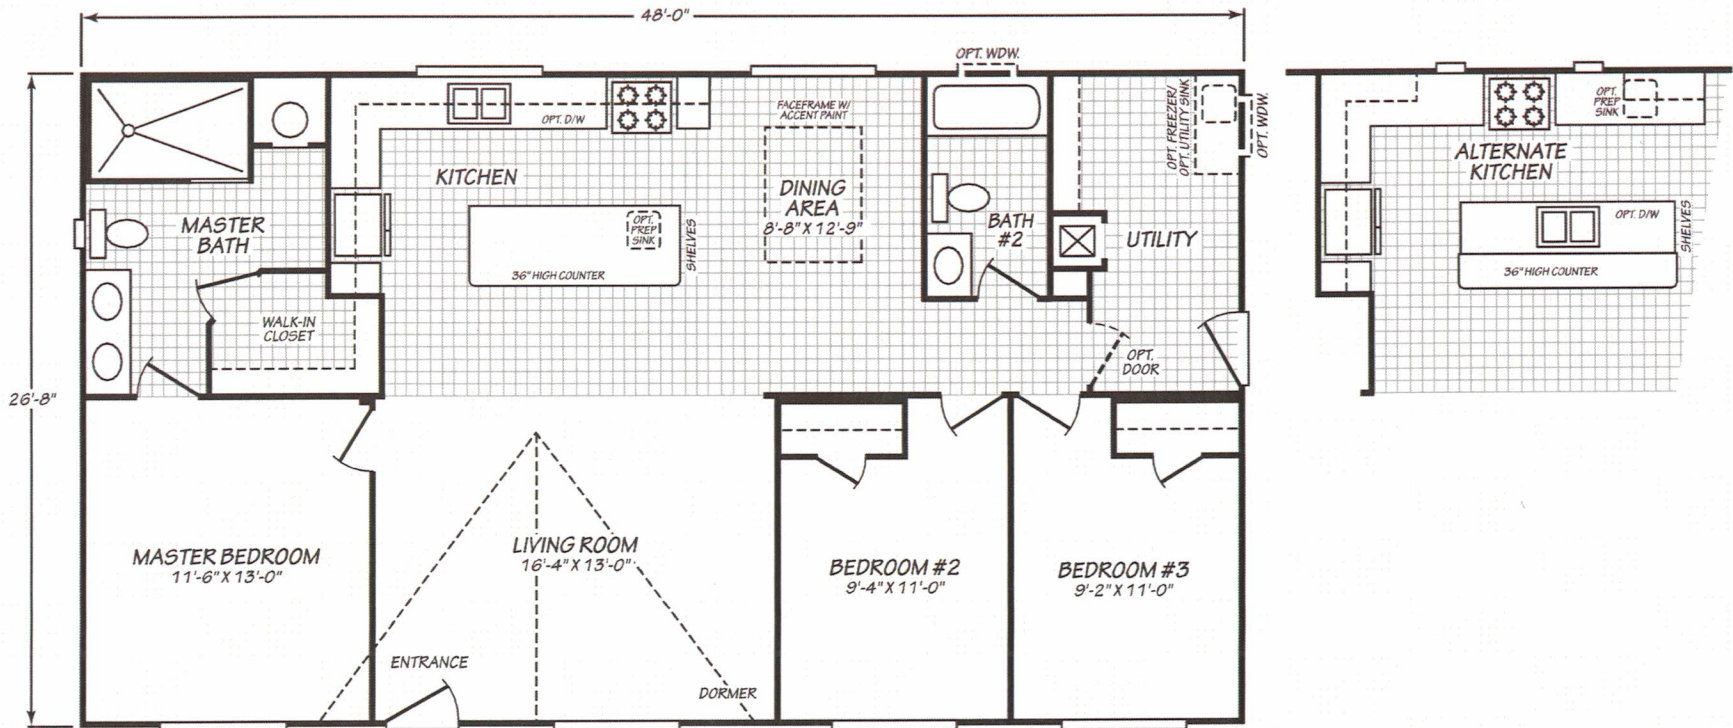 48'-0"
OPT. WDW.
FACEFRAME W/
ACCENT PAINT
OPT. D/W
OPT. FREEZER/
OPT. UTILITY SINK
OPT. WDW.
OPT.
PREP
SINK
ALTERNATE
KITCHEN
KITCHEN
DINING
AREA
8'-8" X 12'-9"
MASTER
BATH
OPT.
PREP
SINK
SHELVES
BATH
#2
UTILITY
OPT. D/W
SHELVES
36" HIGH COUNTER
36" HIGH COUNTER
WALK-IN
CLOSET
OPT.
DOOR
26'-8"
MASTER BEDROOM
11'-6" X 13'-0"
LIVING ROOM
16'-4" X 13'-0"
BEDROOM #2
9'-4" X 11'-0"
BEDROOM #3
9'-2" X 11'-0"
ENTRANCE
DORMER